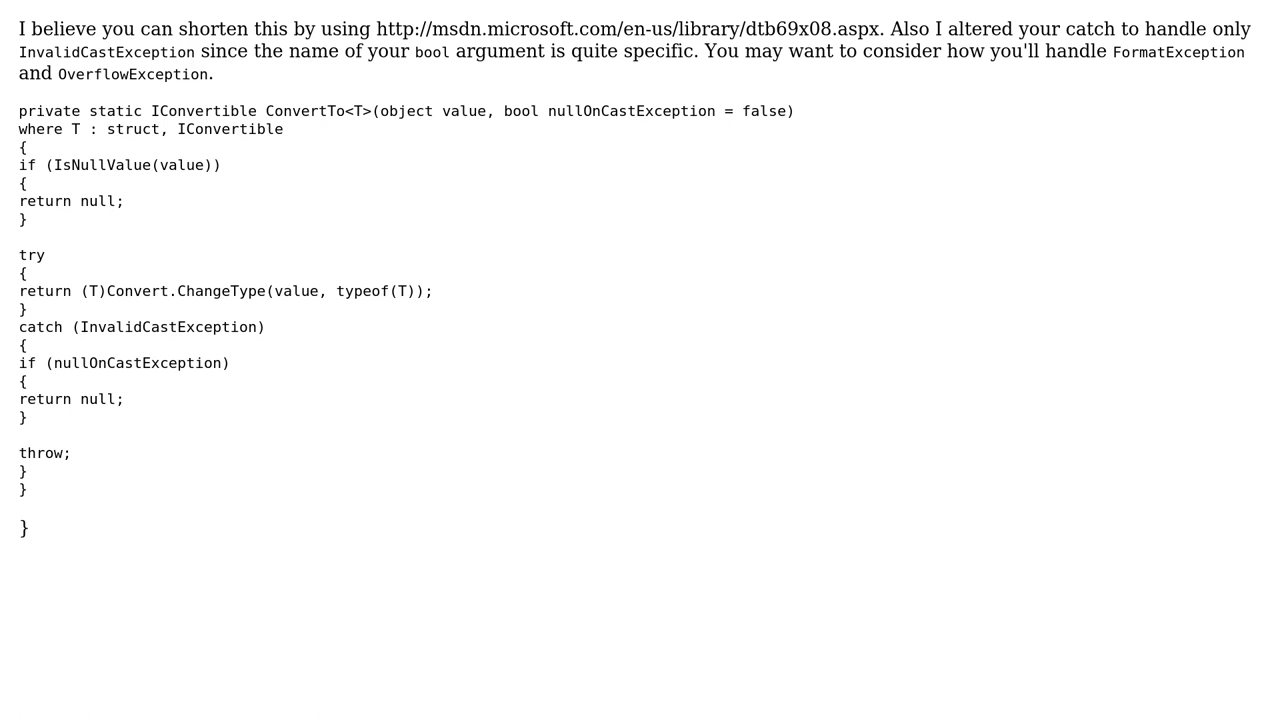 I believe you can shorten this by using http://msdn.microsoft.com/en-us/library/dtb69x08.aspx. Also I altered your catch to handle only
InvalidCastException since the name of your bool argument is quite specific. You may want to consider how you'll handle FormatException
and OverflowException.
private static IConvertible ConvertTo<T>(object value, bool nullOnCastException = false)
where T : struct, IConvertible
{
if (IsNullValue(value))
{
return null;
}
try
{
return (T)Convert.ChangeType(value, typeof(T));
}
catch (InvalidCastException)
{
if (nullOnCastException)
{
return null;
}
throw;
}
}
}